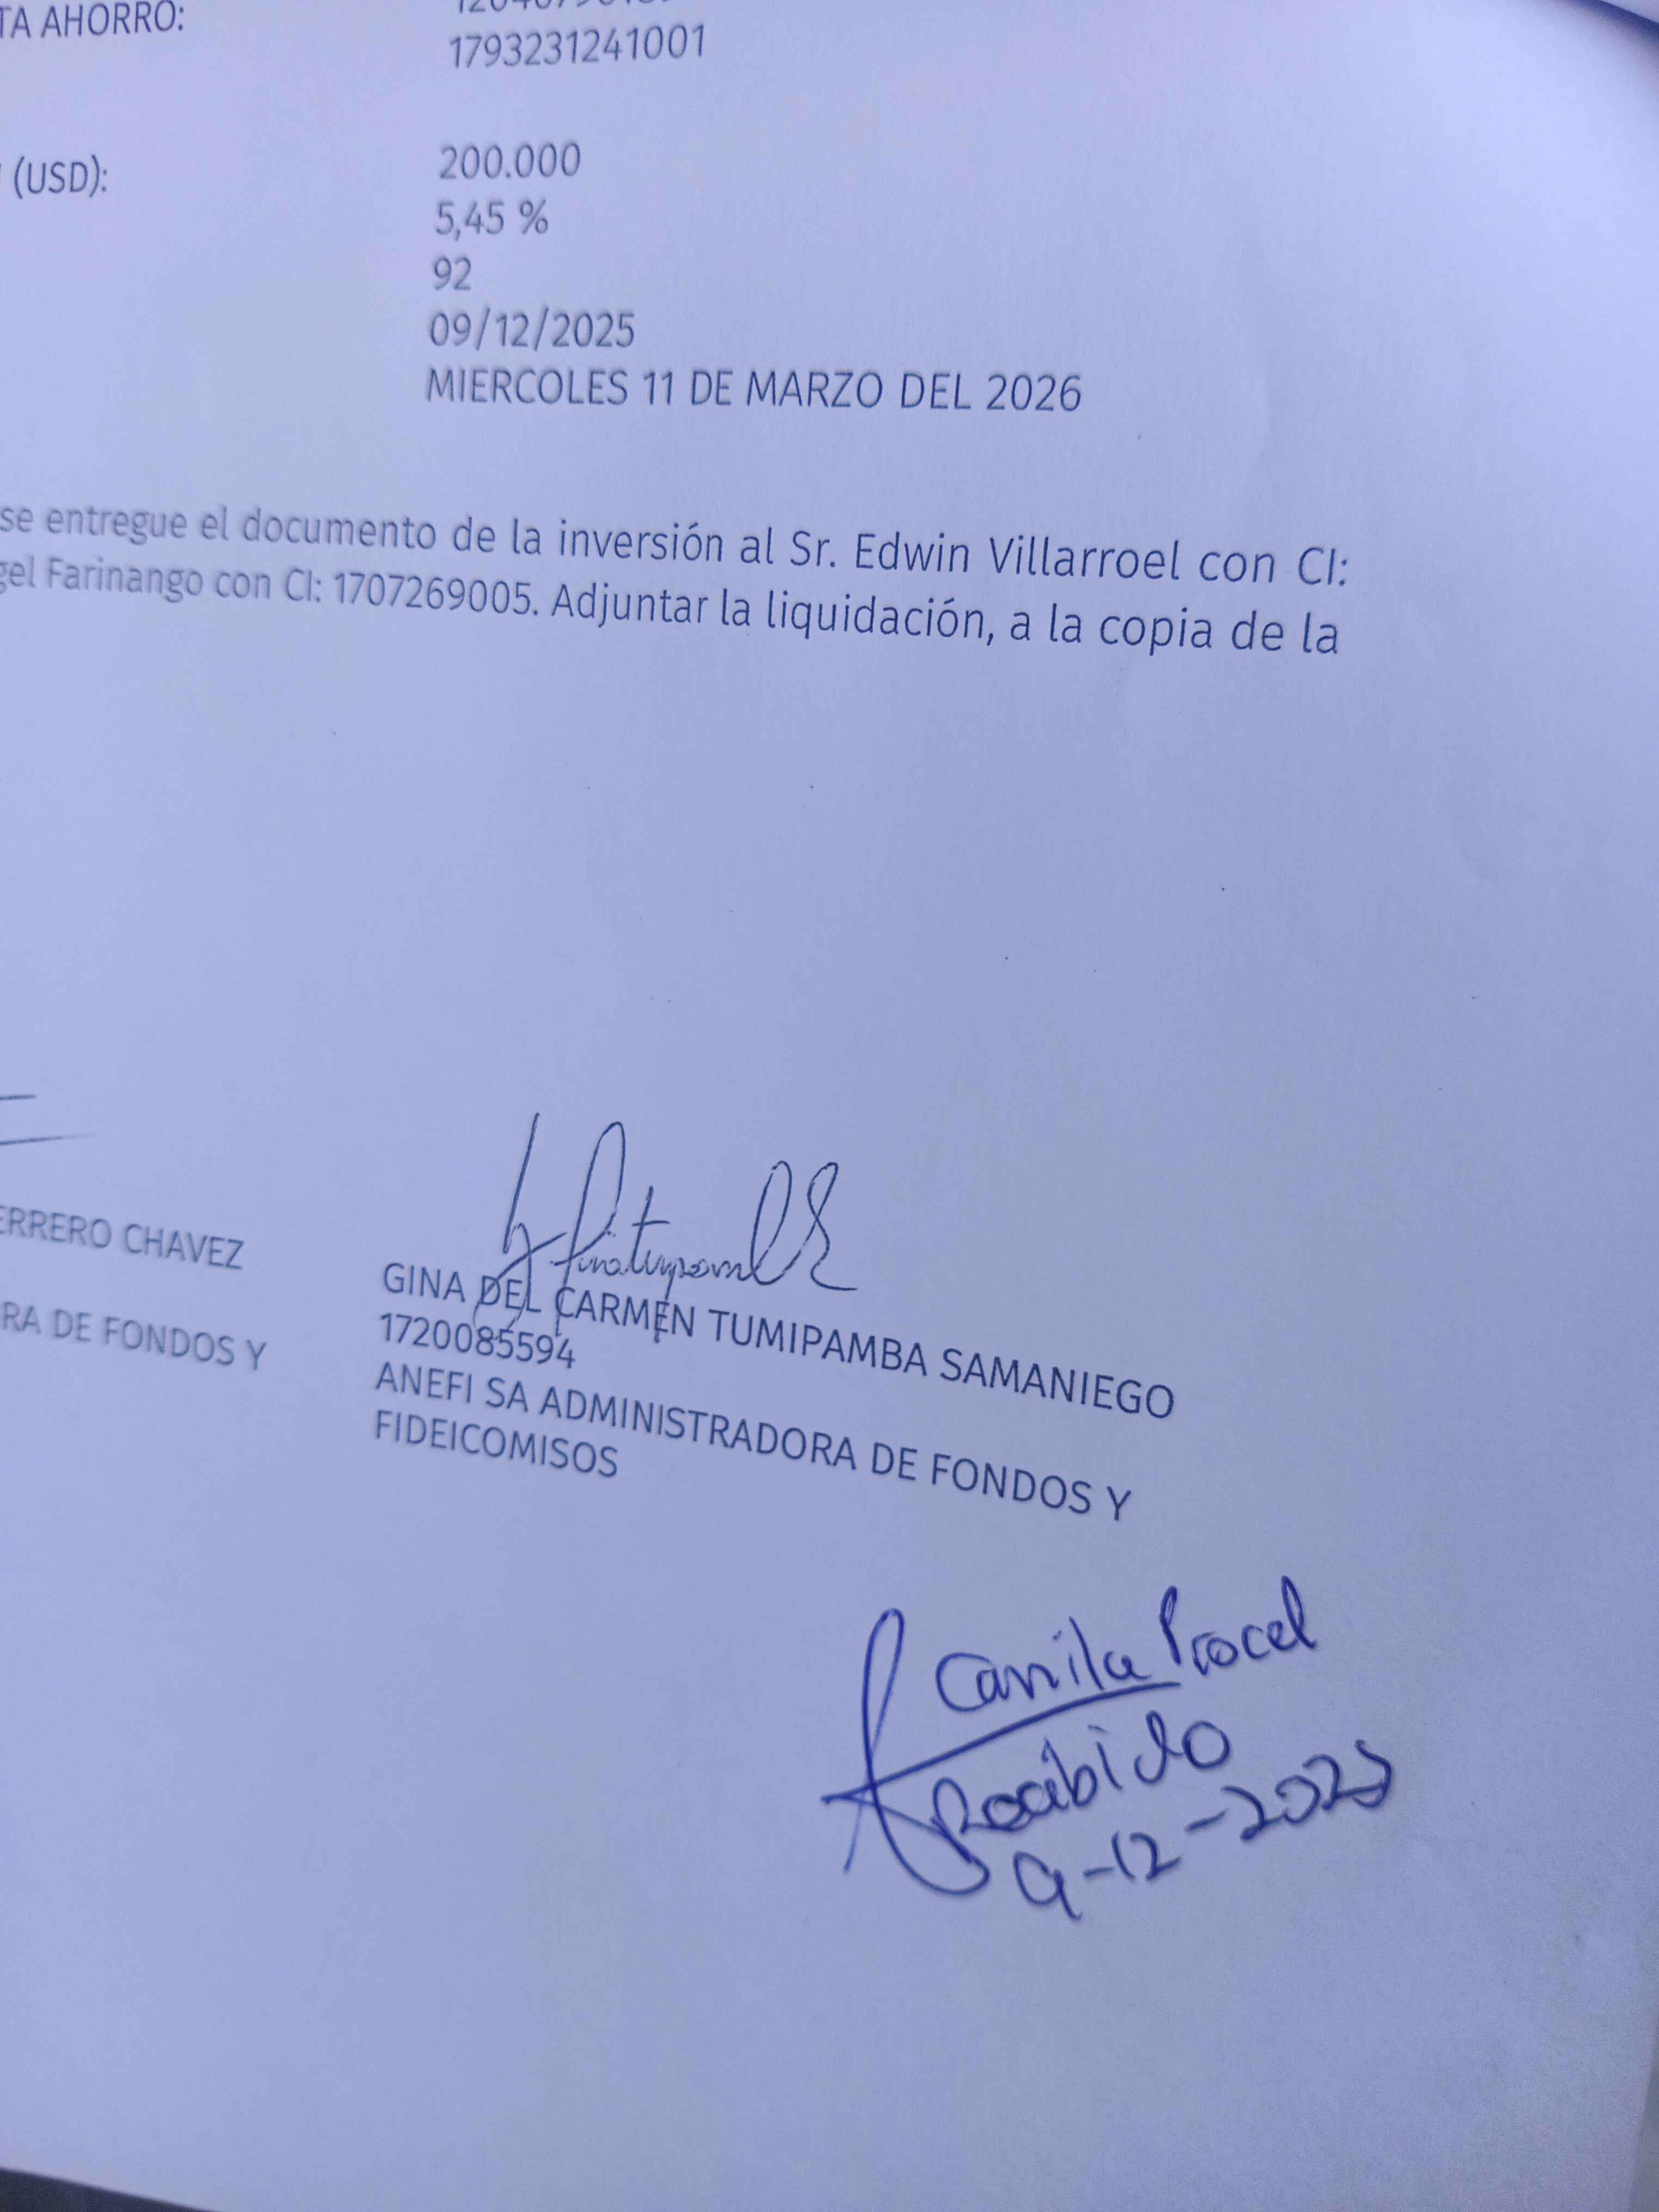 TA AHORRO:
1793231241001
(USD):
200.000
5,45 %
92
09/12/2025
MIERCOLES 11 DE MARZO DEL 2026
se entregue el documento de la inversión al Sr. Edwin Villarroel con CI:
gel Farinango con CI: 1707269005. Adjuntar la liquidación, a la copia de la
ERRERO CHAVEZ
RA DE FONDOS Y
GINA DEL CARMEN TUMIPAMBA SAMANIEGO
1720085594
ANEFI SA ADMINISTRADORA DE FONDOS Y
FIDEICOMISOS
Camila Procel
Recibido
9-12-2025